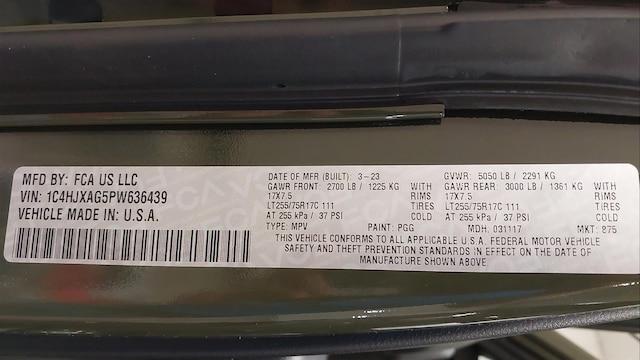 MFD BY: FCA US LLC
VIN: 1C4HJXAG5PW636439
VEHICLE MADE IN: U.S.A.
DATE OF MFR (BUILT): 3-23 GVWR: 5050 LB / 2291 KG
GAWR FRONT: 2700 LB / 1225 KG WITH GAWR REAR: 3000 LB / 1361 KG WITH
17X7.5 RIMS 17X7.5 RIMS
LT255/75R17C 111 TIRES LT255/75R17C 111 TIRES
AT 255 kPa / 37 PSI COLD AT 255 kPa / 37 PSI COLD
TYPE: MPV PAINT: PGG MDH: 031117 MKT: 875
THIS VEHICLE CONFORMS TO ALL APPLICABLE U.S.A. FEDERAL MOTOR VEHICLE
SAFETY AND THEFT PREVENTION STANDARDS IN EFFECT ON THE DATE OF
MANUFACTURE SHOWN ABOVE.